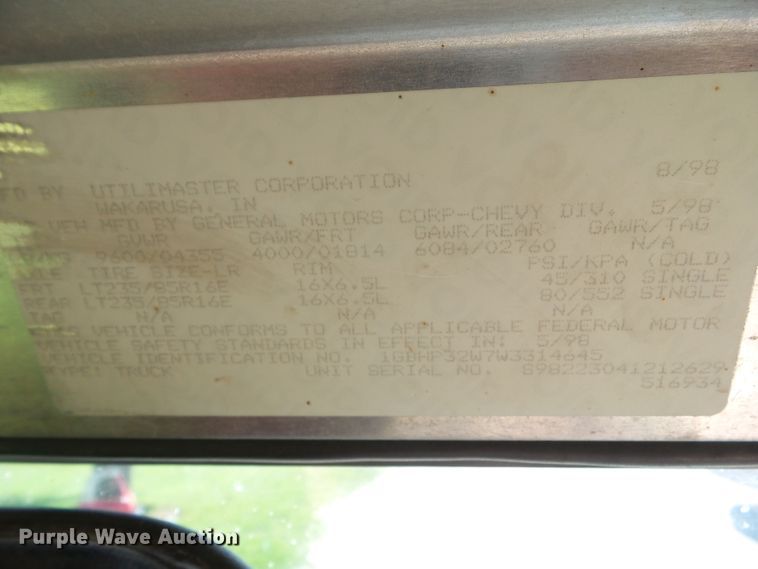 MFD BY UTILIMASTER CORPORATION 8/98
WAKARUSA, IN
VEH MFD BY GENERAL MOTORS CORP-CHEVY DIV. 5/98
GVWR GAWR/FRT GAWR/REAR GAWR/TAG
9600/04355 4000/01814 6084/02760 N/A
AXLE TIRE SIZE-LR RIM PSI/KPA (COLD)
FRT LT235/85R16E 16X6.5L 45/310 SINGLE
REAR LT235/85R16E 16X6.5L 80/552 SINGLE
TAG N/A N/A N/A
THIS VEHICLE CONFORMS TO ALL APPLICABLE FEDERAL MOTOR
VEHICLE SAFETY STANDARDS IN EFFECT IN: 5/98
VEHICLE IDENTIFICATION NO. 1GBHP32W7W3314645
TYPE: TRUCK UNIT SERIAL NO. S98223041212629
516934
Purple Wave Auction